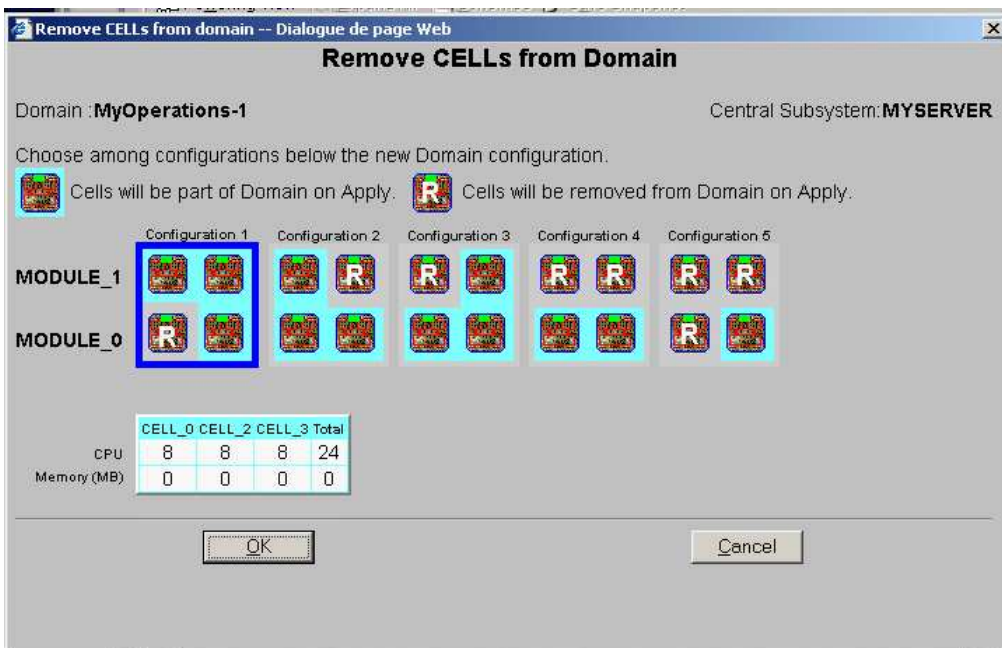 Remove CELLs from domain -- Dialogue de page Web
Remove CELLs from Domain
Domain :MyOperations-1 Central Subsystem:MYSERVER
Choose among configurations below the new Domain configuration.
Cells will be part of Domain on Apply. R Cells will be removed from Domain on Apply.
Configuration 1 Configuration 2 Configuration 3 Configuration 4 Configuration 5
MODULE_1 R R R R R R
MODULE_0 R R
CELL_0 CELL_2 CELL_3 Total
CPU 8 8 8 24
Memory (MB) 0 0 0 0
OK Cancel